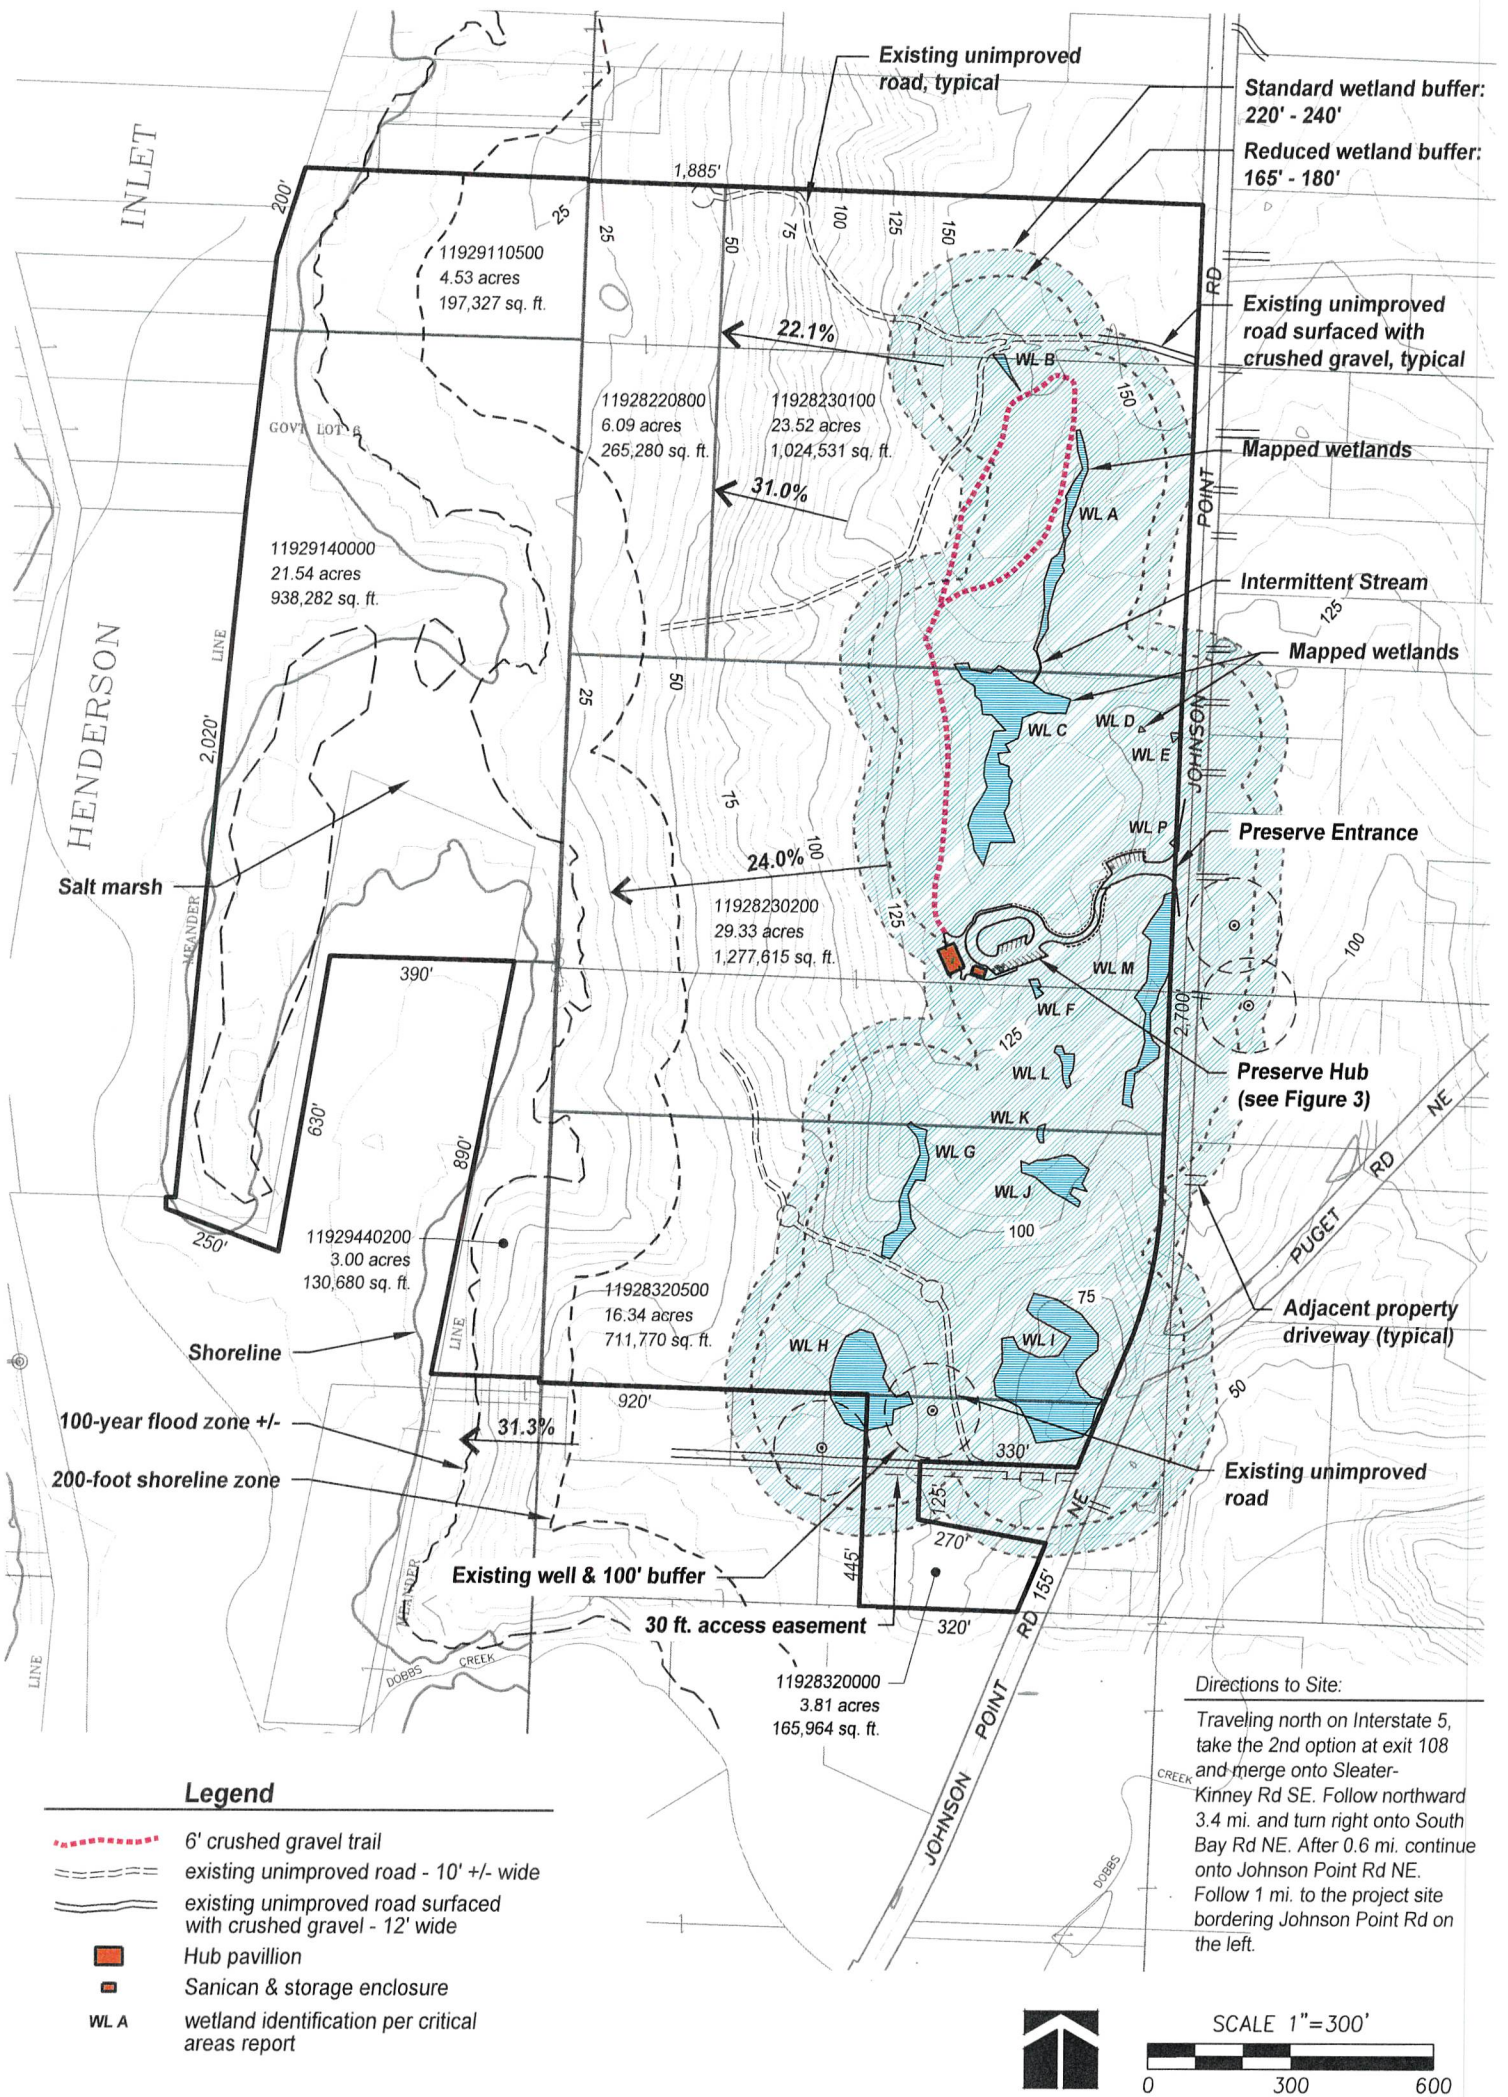 Existing unimproved
road, typical
Standard wetland buffer:
220' - 240'
Reduced wetland buffer:
165' - 180'
INLET
200'
1,885'
25
25
50
75
100
125
150
11929110500
4.53 acres
197,327 sq. ft.
RD
Existing unimproved
road surfaced with
crushed gravel, typical
22.1%
WL B
150
11928220800
6.09 acres
265,280 sq. ft.
11928230100
23.52 acres
1,024,531 sq. ft.
GOVT LOT 6
Mapped wetlands
31.0%
POINT
WL A
11929140000
21.54 acres
938,282 sq. ft.
Intermittent Stream
125
LINE
HENDERSON
Mapped wetlands
25
50
2,020'
WL C
WL D
WL E
JOHNSON
75
100
WL P
Preserve Entrance
24.0%
Salt marsh
11928230200
29.33 acres
1,277,615 sq. ft.
125
MEANDER
390'
WL M
100
WL F
2,700'
125
WL L
Preserve Hub
(see Figure 3)
630'
890'
WL K
WL G
WL J
NE
RD
PUGET
250'
100
11929440200
3.00 acres
130,680 sq. ft.
11928320500
16.34 acres
711,770 sq. ft.
75
Adjacent property
driveway (typical)
LINE
WL H
WL I
Shoreline
50
920'
100-year flood zone +/-
31.3%
330'
200-foot shoreline zone
Existing unimproved
road
125'
NE
270'
445'
Existing well & 100' buffer
155'
MEANDER
30 ft. access easement
320'
RD
LINE
DOBBS CREEK
11928320000
3.81 acres
165,964 sq. ft.
POINT
JOHNSON
CREEK
DOBBS
Directions to Site:
Traveling north on Interstate 5,
take the 2nd option at exit 108
and merge onto Sleater-
Kinney Rd SE. Follow northward
3.4 mi. and turn right onto South
Bay Rd NE. After 0.6 mi. continue
onto Johnson Point Rd NE.
Follow 1 mi. to the project site
bordering Johnson Point Rd on
the left.
Legend
6' crushed gravel trail
existing unimproved road - 10' +/- wide
existing unimproved road surfaced
with crushed gravel - 12' wide
Hub pavillion
Sanican & storage enclosure
WL A
wetland identification per critical
areas report
SCALE 1"=300'
0
300
600